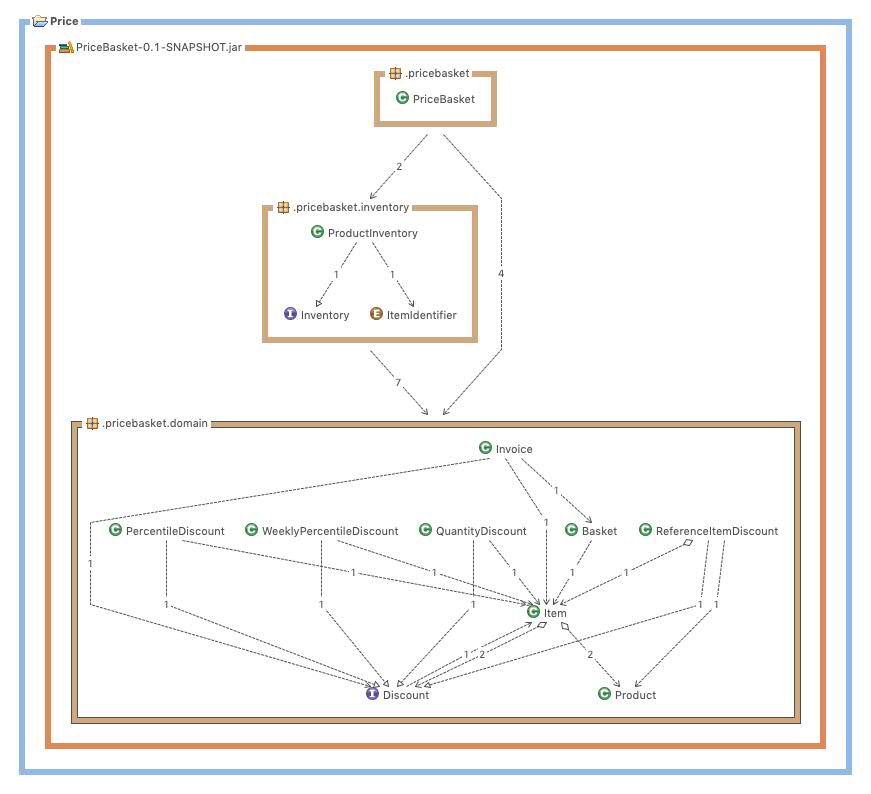 Price
PriceBasket-0.1-SNAPSHOT.jar
.pricebasket
C PriceBasket
2
.pricebasket.inventory
C ProductInventory
4
1 1
I Inventory E ItemIdentifier
7
.pricebasket.domain
C Invoice
1
1
C PercentileDiscount C WeeklyPercentileDiscount C QuantityDiscount C Basket C ReferenceItemDiscount
1
1 1 1 1 1
1 1 1 1 1
C Item
1 2 2
I Discount C Product